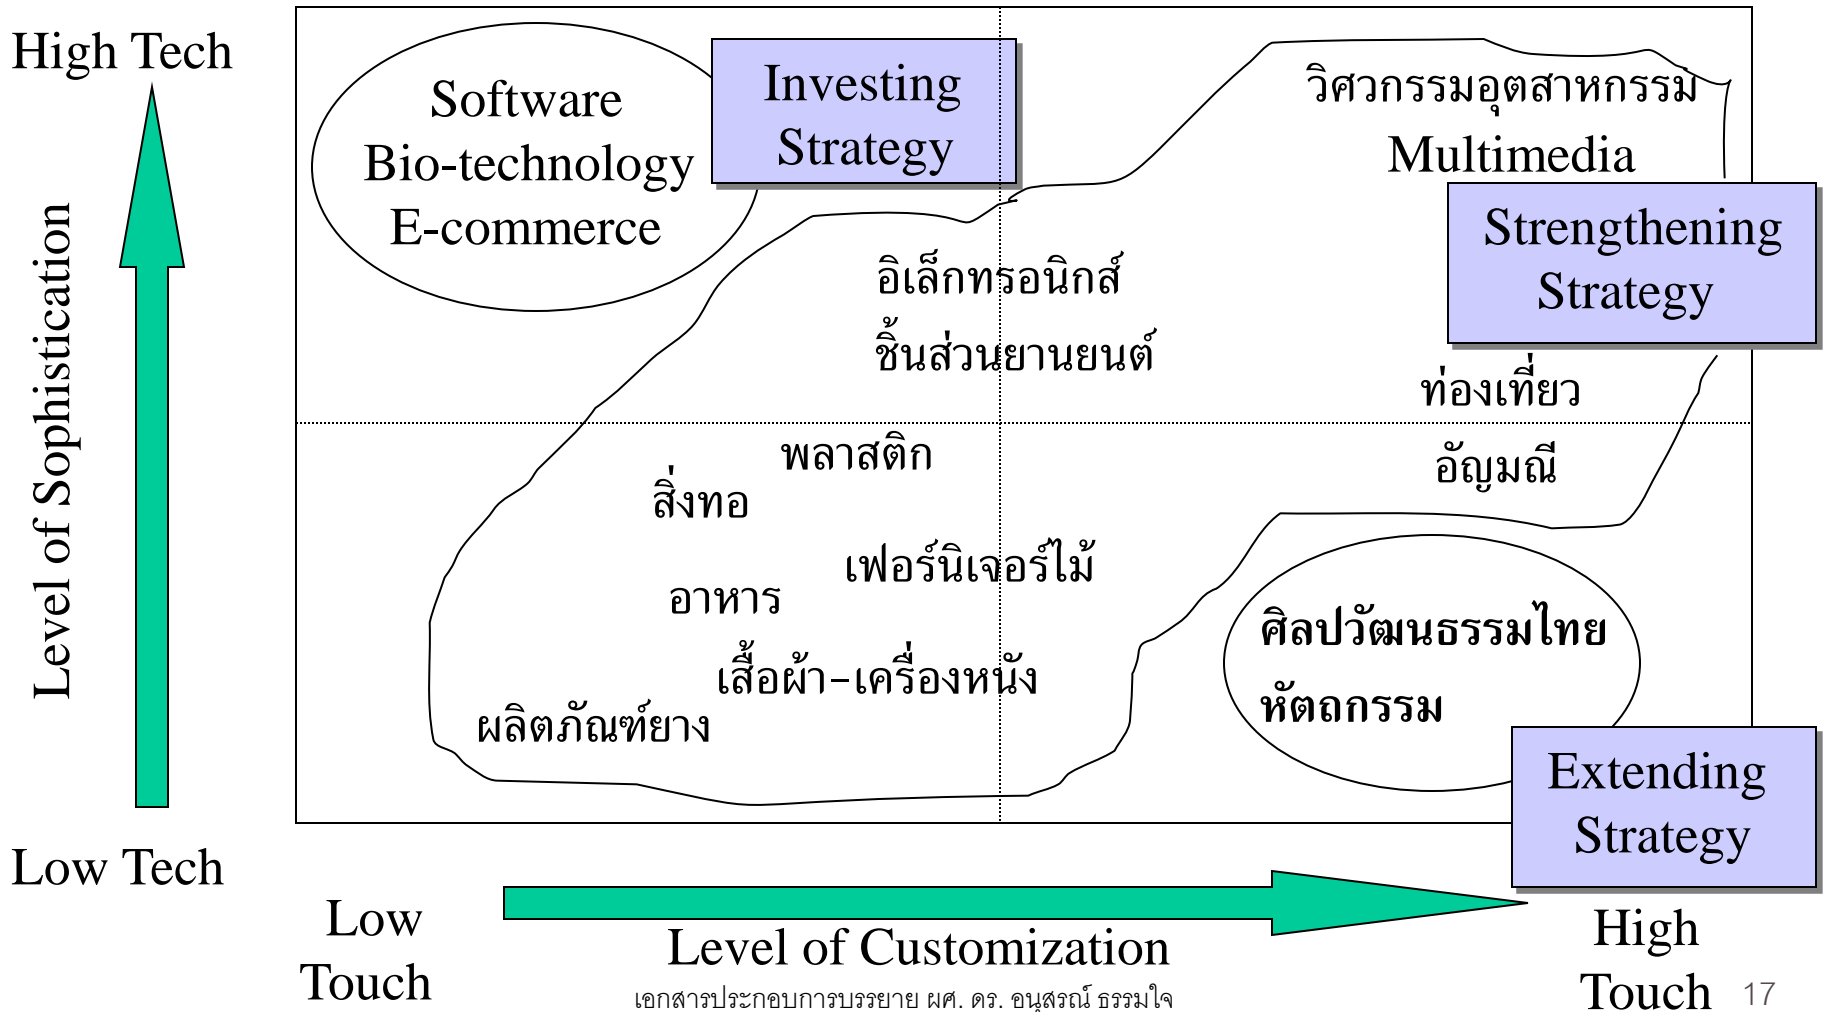 High Tech
Software
Bio-technology
E-commerce
Investing
Strategy
วิศวกรรมอุตสาหกรรม
Multimedia
Strengthening
Strategy
อิเล็กทรอนิกส์
ชิ้นส่วนยานยนต์
ท่องเที่ยว
Level of Sophistication
พลาสติก
อัญมณี
สิ่งทอ
เฟอร์นิเจอร์ไม้
อาหาร
ศิลปวัฒนธรรมไทย
เสื้อผ้า-เครื่องหนัง
หัตถกรรม
ผลิตภัณฑ์ยาง
Extending
Strategy
Low Tech
Low
Touch
Level of Customization
High
Touch
เอกสารประกอบการบรรยาย ผศ. ดร. อนุสรณ์ ธรรมใจ
17